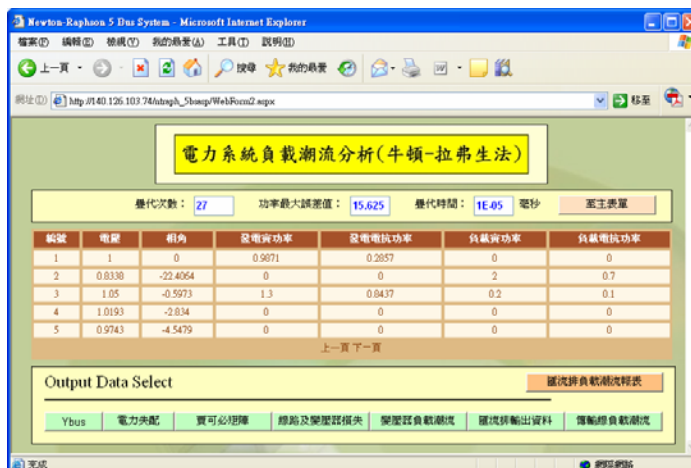 Newton-Raphson 5 Bus System - Microsoft Internet Explorer
檔案(F) 編輯(E) 檢視(V) 我的最愛(A) 工具(T) 說明(H)
上一頁 搜尋 我的最愛
網址(D) http://140.126.103.74/ntraph_5busp/WebForm2.aspx 移至
電力系統負載潮流分析(牛頓-拉弗生法)
疊代次數： 27 功率最大誤差值： 15.625 疊代時間： 1E-05 毫秒 至主表單
編號 電壓 相角 發電實功率 發電電抗功率 負載實功率 負載電抗功率
1 1 0 0.9871 0.2857 0 0
2 0.8338 -22.4064 0 0 2 0.7
3 1.05 -0.5973 1.3 0.8437 0.2 0.1
4 1.0193 -2.834 0 0 0 0
5 0.9743 -4.5479 0 0 0 0
上一頁 下一頁
Output Data Select 匯流排負載潮流報表
Ybus 電力失配 賈可必矩陣 線路及變壓器損失 變壓器負載潮流 匯流排輸出資料 傳輸線負載潮流
完成 網際網路